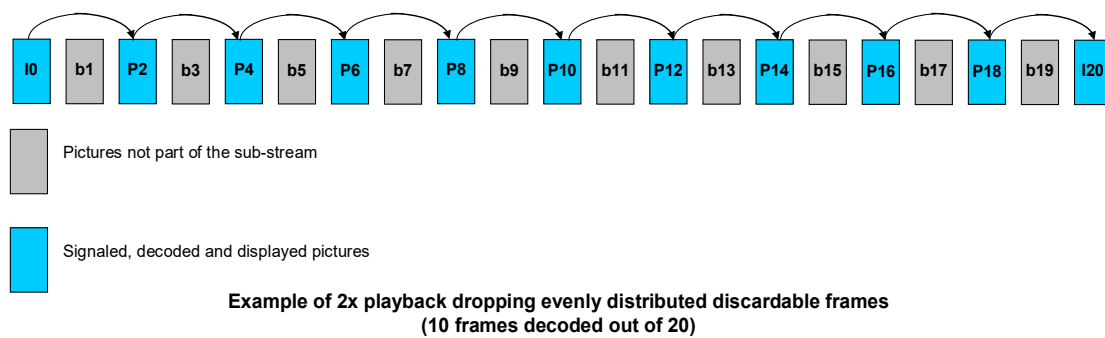 I0 b1 P2 b3 P4 b5 P6 b7 P8 b9 P10 b11 P12 b13 P14 b15 P16 b17 P18 b19 I20
Pictures not part of the sub-stream
Signaled, decoded and displayed pictures
Example of 2x playback dropping evenly distributed discardable frames
(10 frames decoded out of 20)